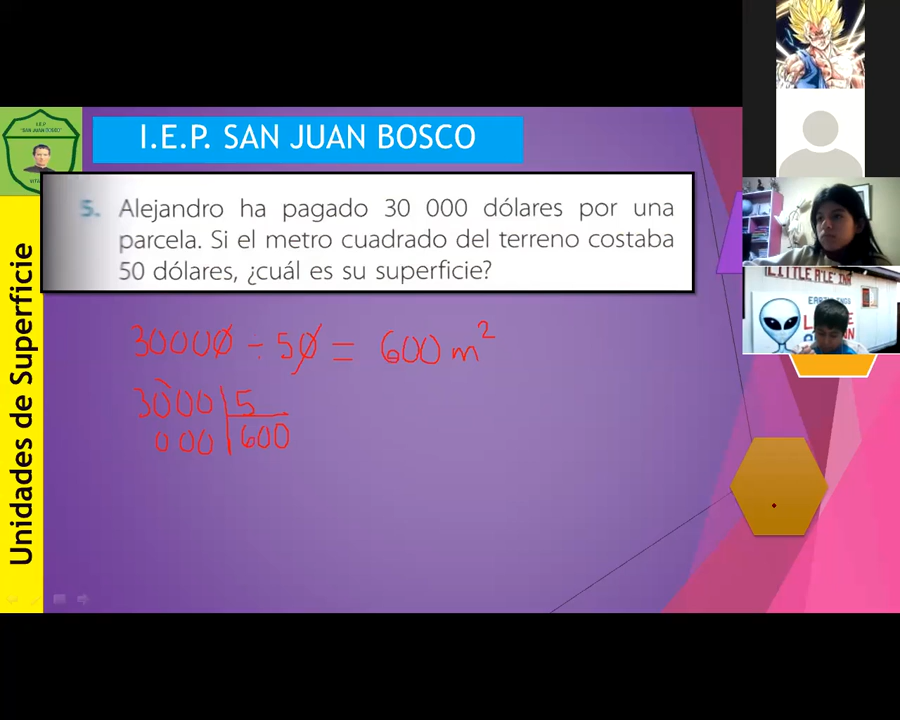 I.E.P. SAN JUAN BOSCO
I.E.P
"SAN JUAN BOSCO"
Unidades de Superficie
5. Alejandro ha pagado 30 000 dólares por una
parcela. Si el metro cuadrado del terreno costaba
50 dólares, ¿cuál es su superficie?
30000 ÷ 50 = 600 m²
3000 | 5
000 | 600